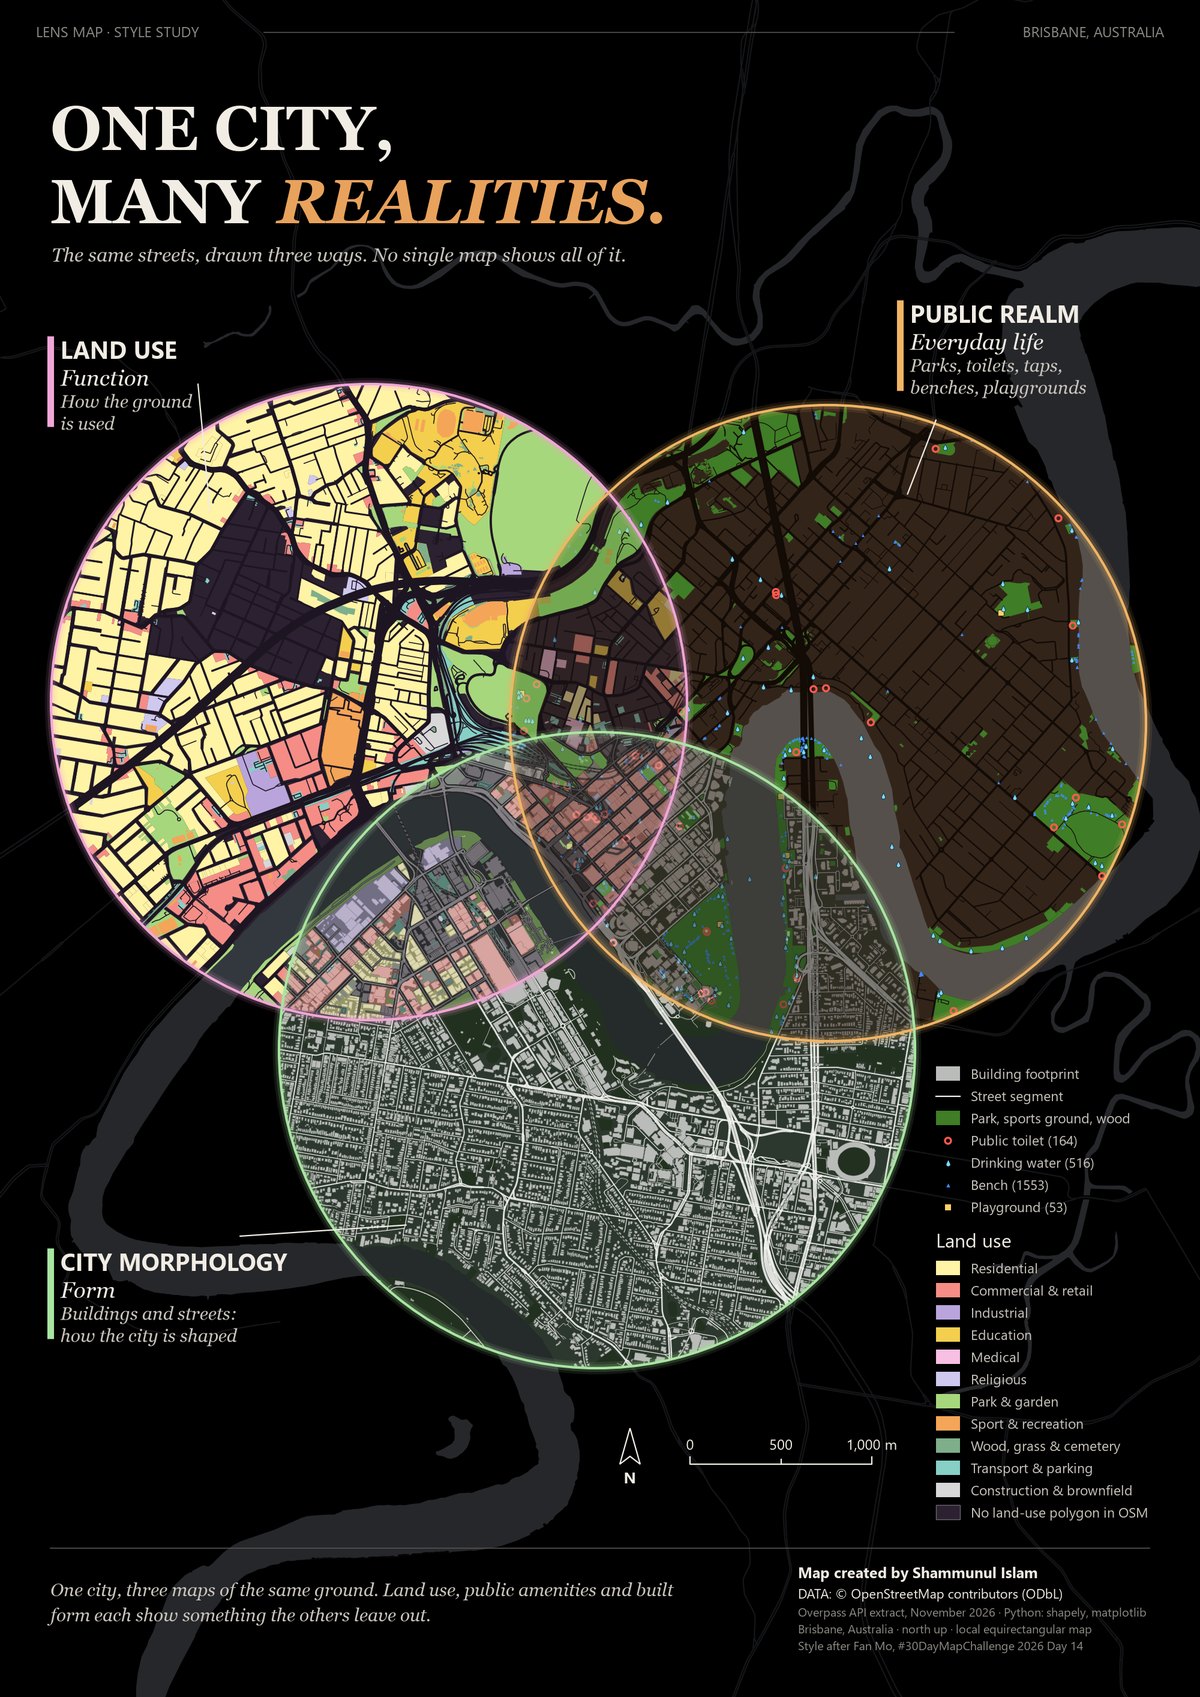 LENS MAP · STYLE STUDY
BRISBANE, AUSTRALIA
ONE CITY,
MANY REALITIES.
The same streets, drawn three ways. No single map shows all of it.
LAND USE
Function
How the ground
is used
PUBLIC REALM
Everyday life
Parks, toilets, taps,
benches, playgrounds
CITY MORPHOLOGY
Form
Buildings and streets:
how the city is shaped
Building footprint
Street segment
Park, sports ground, wood
Public toilet (164)
Drinking water (516)
Bench (1553)
Playground (53)
Land use
Residential
Commercial & retail
Industrial
Education
Medical
Religious
Park & garden
Sport & recreation
Wood, grass & cemetery
Transport & parking
Construction & brownfield
No land-use polygon in OSM
0 500 1,000 m
N
One city, three maps of the same ground. Land use, public amenities and built
form each show something the others leave out.
Map created by Shammunul Islam
DATA: © OpenStreetMap contributors (ODbL)
Overpass API extract, November 2026 · Python: shapely, matplotlib
Brisbane, Australia · north up · local equirectangular map
Style after Fan Mo, #30DayMapChallenge 2026 Day 14